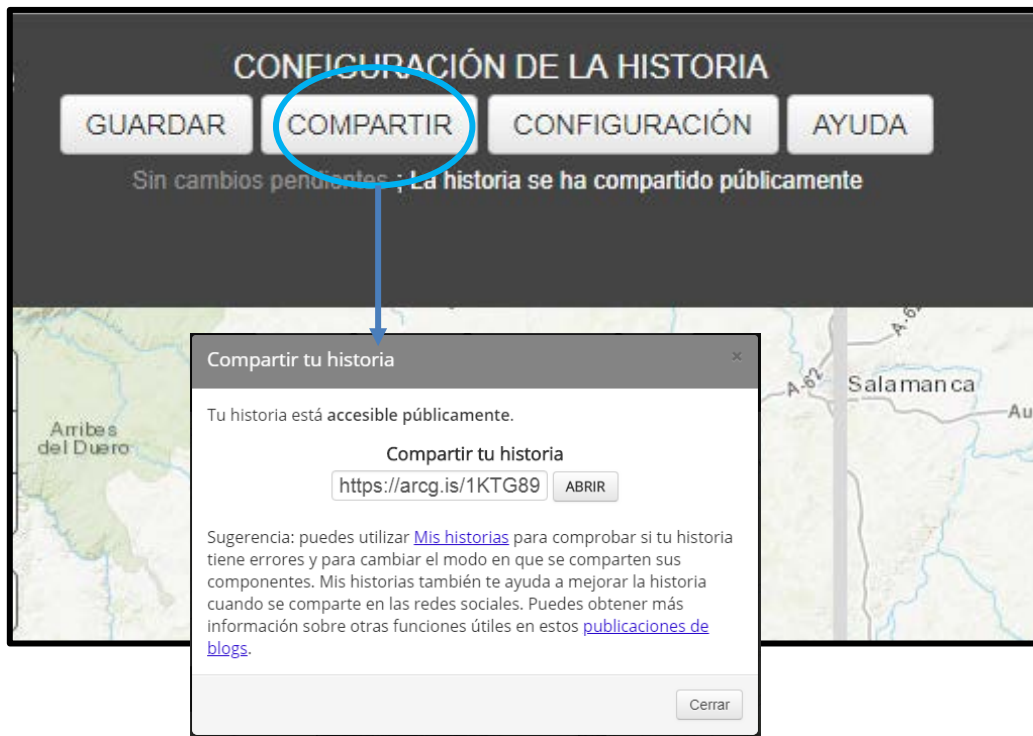 CONFIGURACIÓN DE LA HISTORIA
GUARDAR COMPARTIR CONFIGURACIÓN AYUDA
Sin cambios pendientes ; La historia se ha compartido públicamente
A-62
A-62
Salamanca
Au
Arribes
del Duero
Compartir tu historia ×
Tu historia está accesible públicamente.
Compartir tu historia
https://arcg.is/1KTG89 ABRIR
Sugerencia: puedes utilizar Mis historias para comprobar si tu historia
tiene errores y para cambiar el modo en que se comparten sus
componentes. Mis historias también te ayuda a mejorar la historia
cuando se comparte en las redes sociales. Puedes obtener más
información sobre otras funciones útiles en estos publicaciones de
blogs.
Cerrar